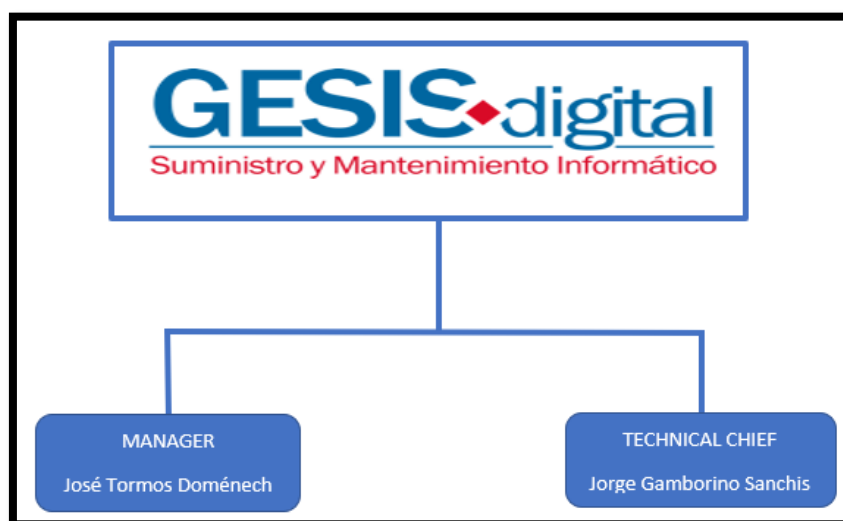 GESIS digital
Suministro y Mantenimiento Informático
MANAGER
José Tormos Doménech
TECHNICAL CHIEF
Jorge Gamborino Sanchis